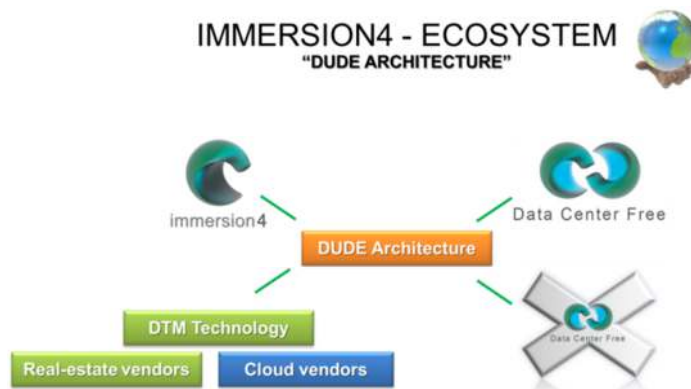 IMMERSION4 - ECOSYSTEM
“DUDE ARCHITECTURE”
immersion4
Data Center Free
DUDE Architecture
DTM Technology
Data Center Free
Real-estate vendors
Cloud vendors